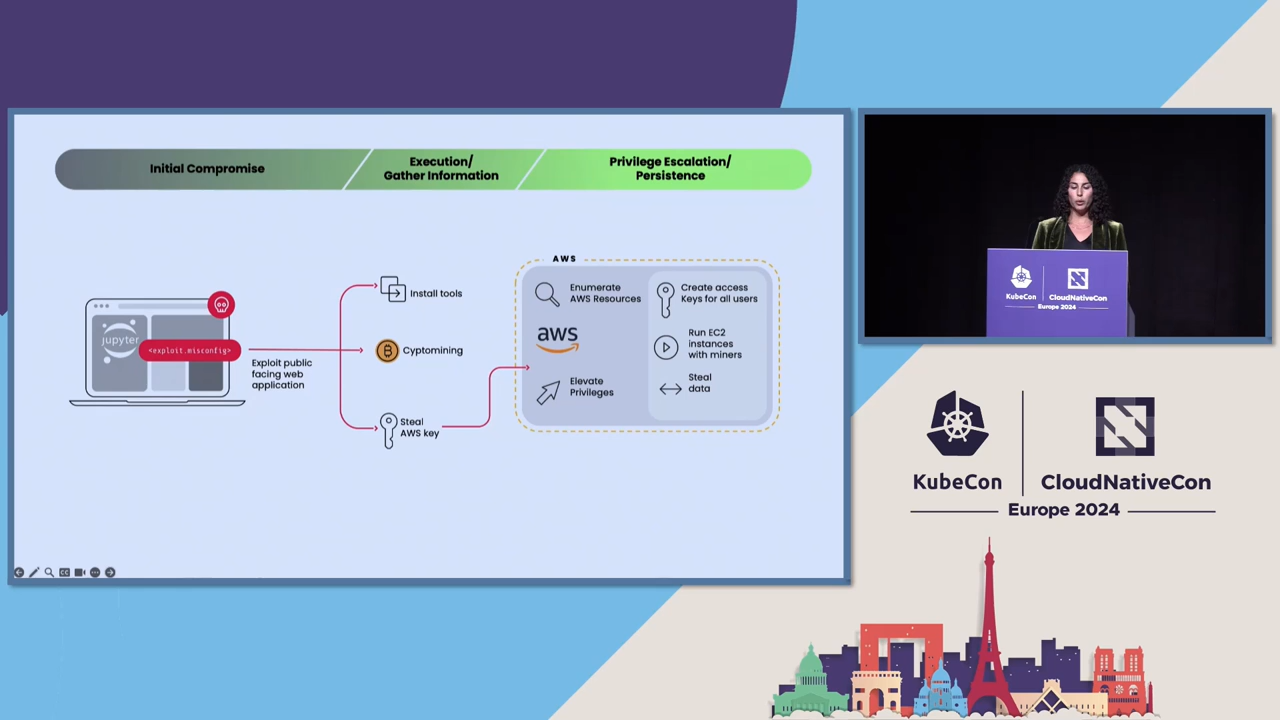 Initial Compromise
Execution/
Gather Information
Privilege Escalation/
Persistence
jupyter
<exploit.misconfig>
Exploit public
facing web
application
Install tools
Cyptomining
Steal
AWS key
AWS
Enumerate
AWS Resources
aws
Elevate
Privileges
Create access
Keys for all users
Run EC2
instances
with miners
Steal
data
KubeCon
CloudNativeCon
Europe 2024
KubeCon
CloudNativeCon
Europe 2024